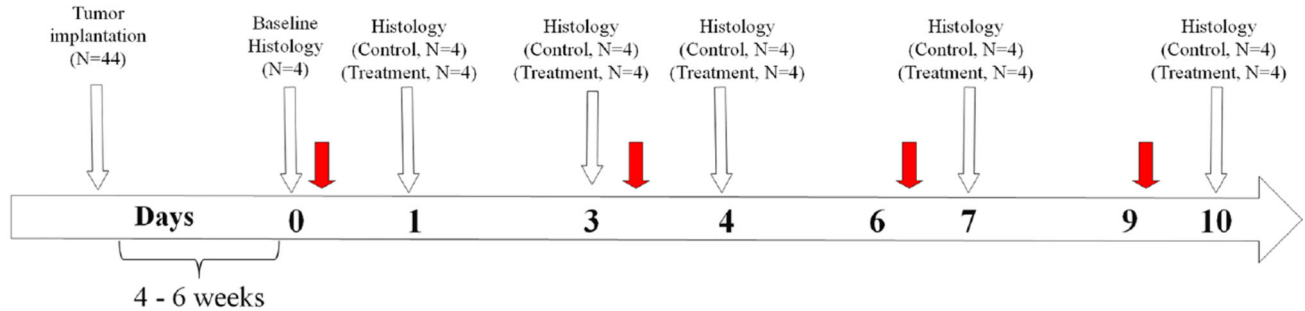 Tumor
implantation
(N=44)
Baseline
Histology
(N=4)
Histology
(Control, N=4)
(Treatment, N=4)
Histology
(Control, N=4)
(Treatment, N=4)
Histology
(Control, N=4)
(Treatment, N=4)
Histology
(Control, N=4)
(Treatment, N=4)
Histology
(Control, N=4)
(Treatment, N=4)
Days 0 1 3 4 6 7 9 10
4 - 6 weeks